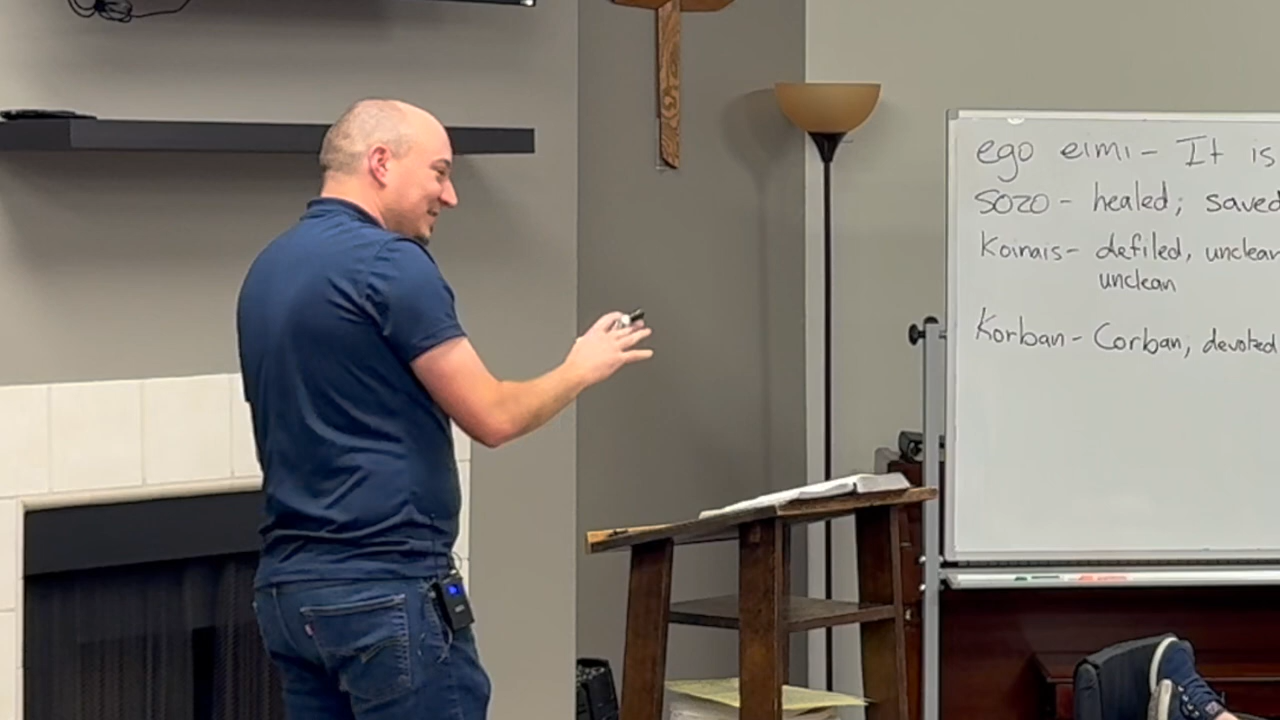 ego eimi - It is
sozo - healed; saved
Koinais - defiled, unclean
unclean
Korban - Corban, devoted